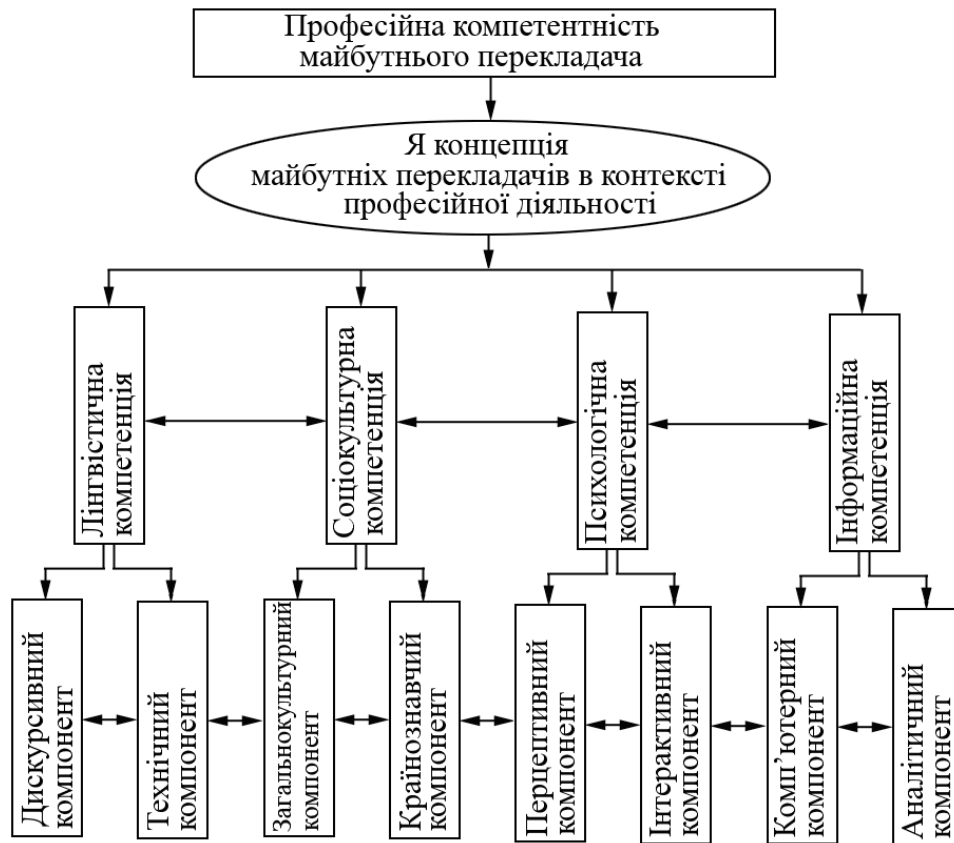 Професійна компетентність
майбутнього перекладача
Я концепція
майбутніх перекладачів в контексті
професійної діяльності
Лінгвістична
компетенція
Соціокультурна
компетенція
Психологічна
компетенція
Інформаційна
компетенція
Дискурсивний
компонент
Технічний
компонент
Загальнокультурний
компонент
Країнознавчий
компонент
Перцептивний
компонент
Інтерактивний
компонент
Комп’ютерний
компонент
Аналітичний
компонент